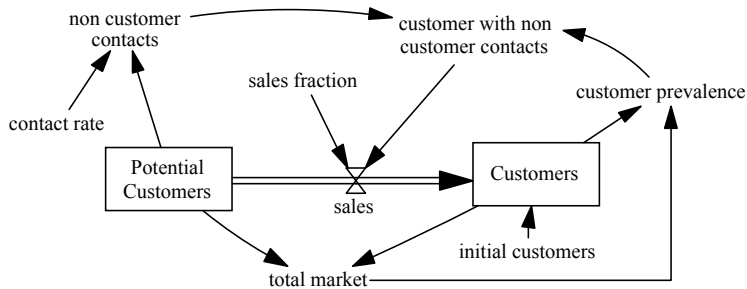 non customer
contacts
customer with non
customer contacts
sales fraction
customer prevalence
contact rate
Potential
Customers
Customers
sales
initial customers
total market